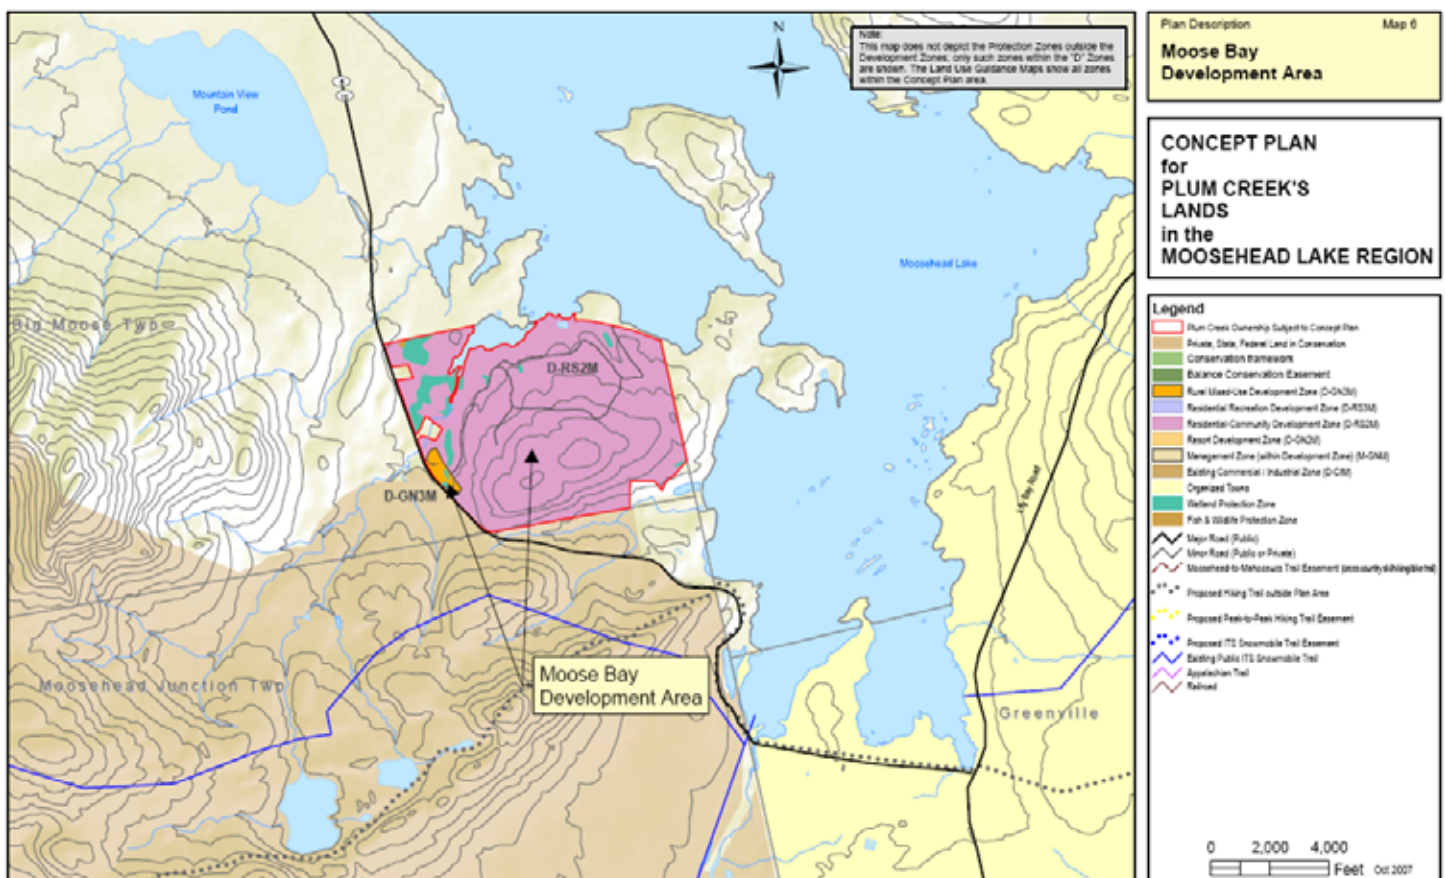 Note:
This map does not depict the Protection Zones outside the
Development Zones; only such zones within the "D" Zones
are shown. The Land Use Guidance Maps show all zones
within the Concept Plan area.
N
Mountain View
Pond
Moosehead Lake
Big Moose Twp
D-RS2M
D-GN3M
Lily Bay Road
Moose Bay
Development Area
Moosehead Junction Twp
Greenville
Plan Description Map 6
Moose Bay
Development Area
CONCEPT PLAN
for
PLUM CREEK'S
LANDS
in the
MOOSEHEAD LAKE REGION
Legend
Plum Creek Ownership Subject to Concept Plan
Private, State, Federal Land in Conservation
Conservation framework
Balance Conservation Easement
Rural Mixed-Use Development Zone (D-GN3M)
Residential Recreation Development Zone (D-RS3M)
Residential Community Development Zone (D-RS2M)
Resort Development Zone (D-GN2M)
Management Zone (within Development Zone) (M-GNM)
Existing Commercial / Industrial Zone (D-CIM)
Organized Towns
Wetland Protection Zone
Fish & Wildlife Protection Zone
Major Road (Public)
Minor Road (Public or Private)
Moosehead-to-Mahoosucs Trail Easement
Proposed Hiking Trail outside Plan Area
Proposed Peak-to-Peak Hiking Trail Easement
Proposed ITS Snowmobile Trail Easement
Existing Public ITS Snowmobile Trail
Appalachian Trail
Railroad
0 2,000 4,000
Feet Oct 2007